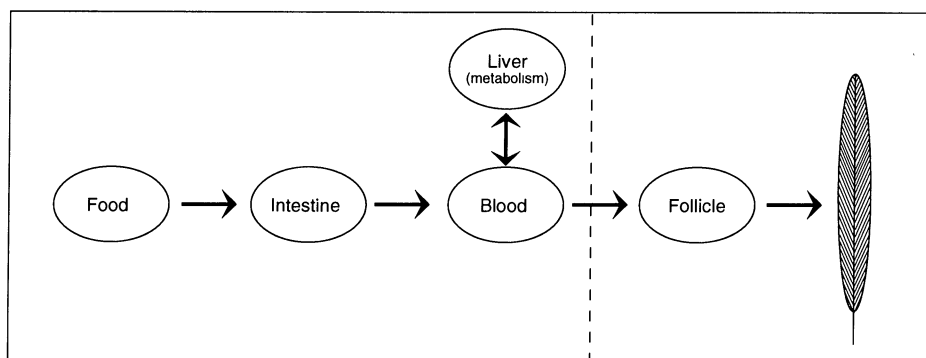 Liver
(metabolism)
Food
Intestine
Blood
Follicle